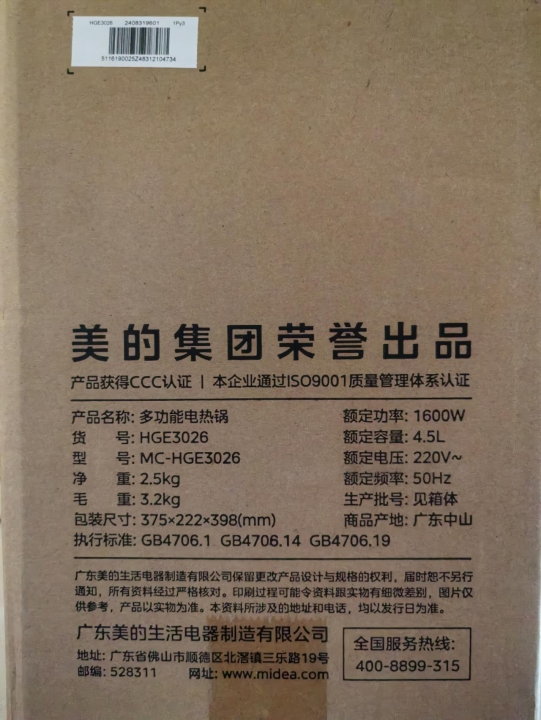 HGE3026 2408319601 1Py3
5116190025Z48312104734
美的集团荣誉出品
产品获得CCC认证 | 本企业通过ISO9001质量管理体系认证
产品名称: 多功能电热锅 额定功率: 1600W
货 号: HGE3026 额定容量: 4.5L
型 号: MC-HGE3026 额定电压: 220V~
净 重: 2.5kg 额定频率: 50Hz
毛 重: 3.2kg 生产批号: 见箱体
包装尺寸: 375×222×398(mm) 商品产地: 广东中山
执行标准: GB4706.1 GB4706.14 GB4706.19
广东美的生活电器制造有限公司保留更改产品设计与规格的权利，届时恕不另行
通知，所有资料经过严格核对。印刷过程可能令资料跟实物有细微差别，图片仅
供参考，产品以实物为准。本资料所涉及的地址和电话，均以发行日为准。
广东美的生活电器制造有限公司
地址: 广东省佛山市顺德区北滘镇三乐路19号
邮编: 528311 网址: www.midea.com
全国服务热线:
400-8899-315